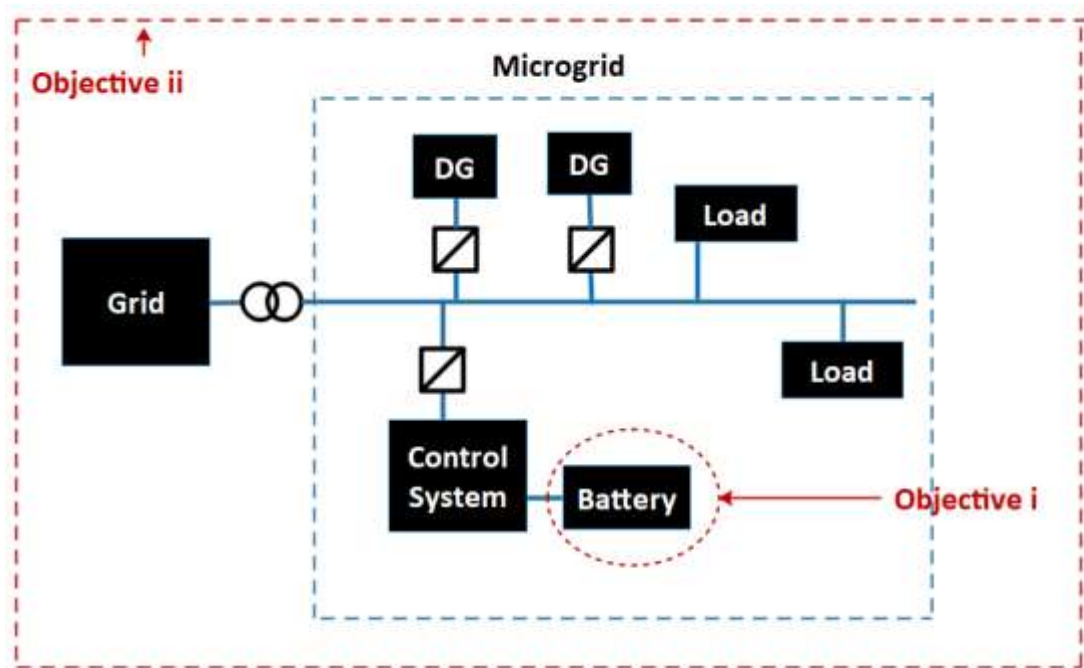 Objective ii
Microgrid
DG
DG
Load
Grid
Load
Control
System
Battery
Objective i